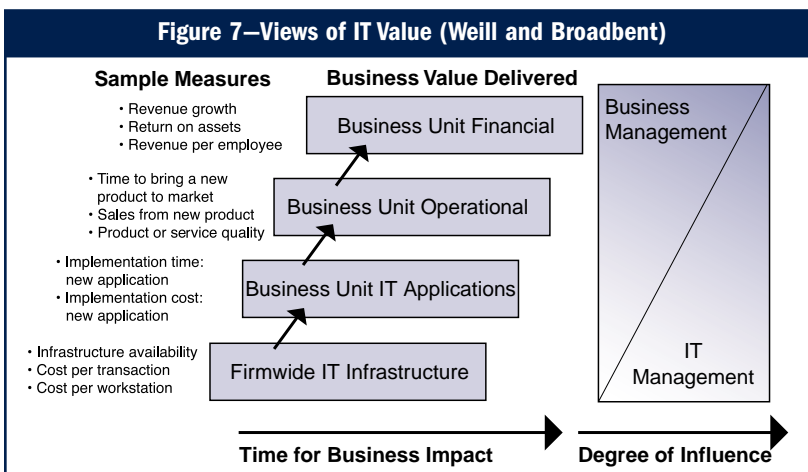 Figure 7—Views of IT Value (Weill and Broadbent)
Sample Measures
Business Value Delivered
• Revenue growth
• Return on assets
• Revenue per employee
Business Unit Financial
• Time to bring a new
product to market
• Sales from new product
• Product or service quality
Business Unit Operational
• Implementation time:
new application
• Implementation cost:
new application
Business Unit IT Applications
• Infrastructure availability
• Cost per transaction
• Cost per workstation
Firmwide IT Infrastructure
Business
Management
IT
Management
Time for Business Impact
Degree of Influence